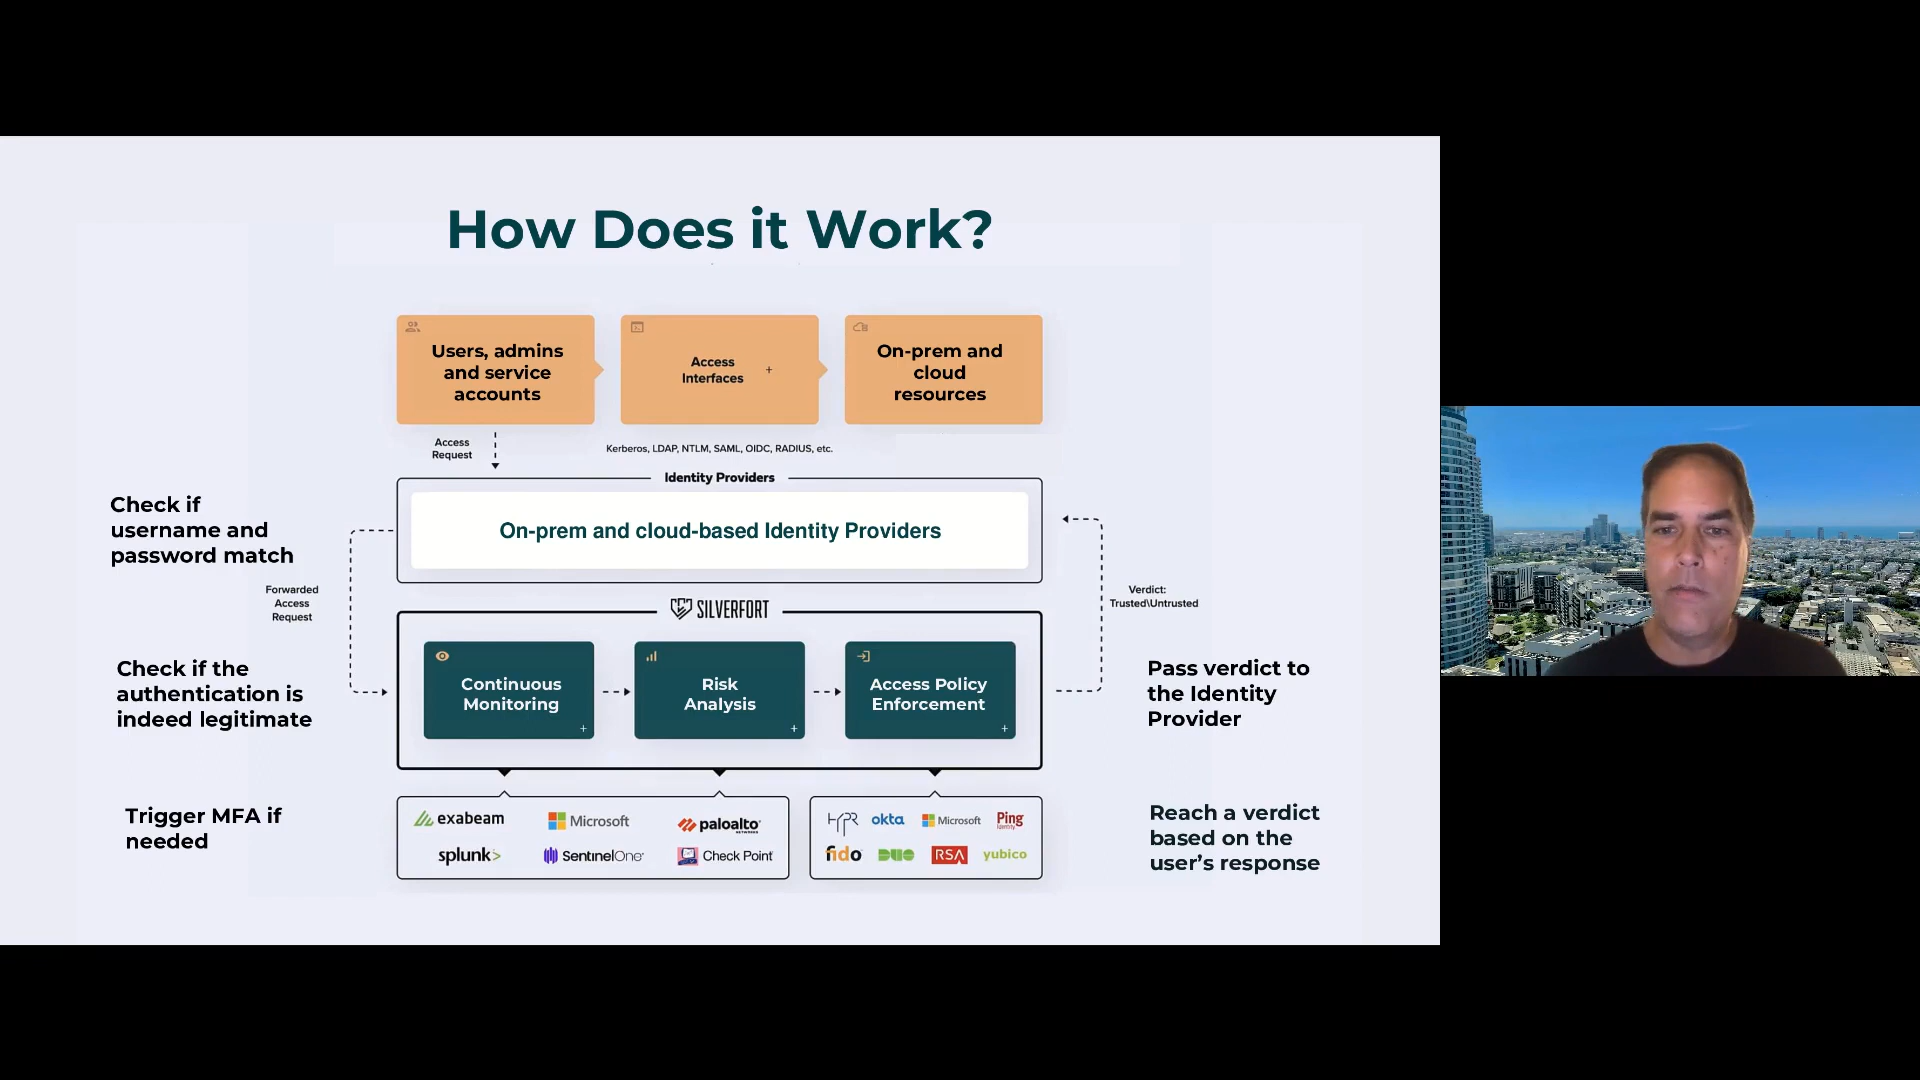 How Does it Work?
Users, admins
and service
accounts
Access
Interfaces
+
On-prem and
cloud
resources
Access
Request
Kerberos, LDAP, NTLM, SAML, OIDC, RADIUS, etc.
Identity Providers
On-prem and cloud-based Identity Providers
Check if
username and
password match
Forwarded
Access
Request
Verdict:
Trusted\Untrusted
SILVERFORT
Continuous
Monitoring
+
Risk
Analysis
+
Access Policy
Enforcement
+
Check if the
authentication is
indeed legitimate
Pass verdict to
the Identity
Provider
Trigger MFA if
needed
exabeam
Microsoft
paloalto
NETWORKS
splunk>
SentinelOne
Check Point
HYPR
okta
Microsoft
Ping
Identity
fido
DUO
RSA
yubico
Reach a verdict
based on the
user’s response